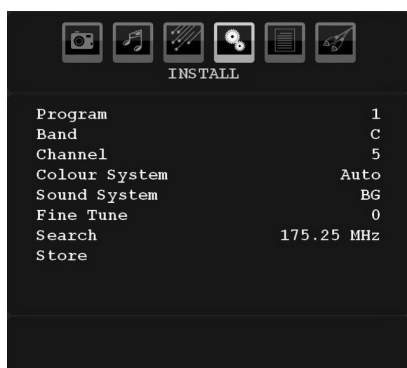 INSTALL
Program 1
Band C
Channel 5
Colour System Auto
Sound System BG
Fine Tune 0
Search 175.25 MHz
Store